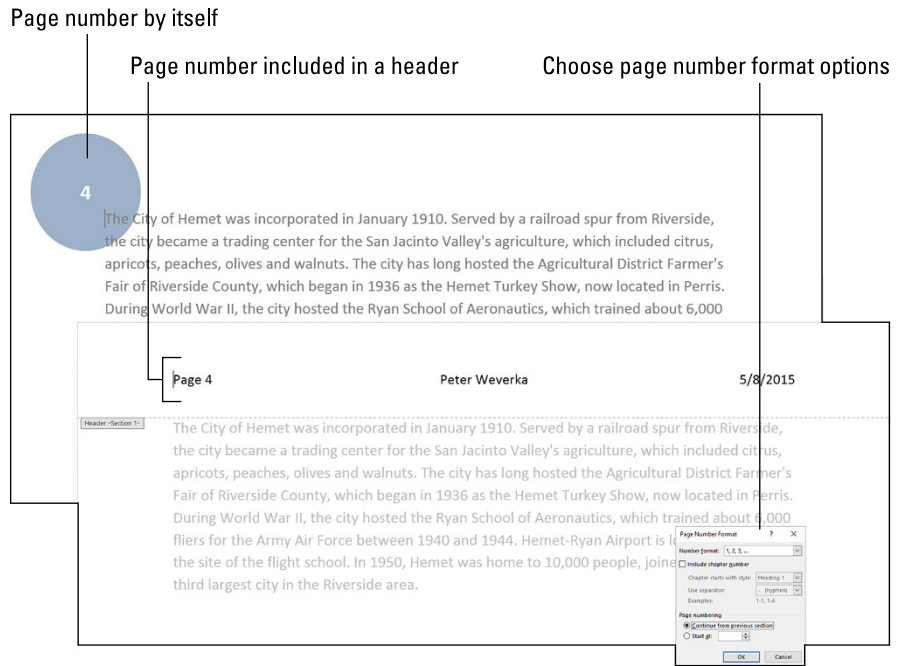 Page number by itself
Page number included in a header
Choose page number format options
4
The City of Hemet was incorporated in January 1910. Served by a railroad spur from Riverside,
the city became a trading center for the San Jacinto Valley's agriculture, which included citrus,
apricots, peaches, olives and walnuts. The city has long hosted the Agricultural District Farmer's
Fair of Riverside County, which began in 1936 as the Hemet Turkey Show, now located in Perris.
During World War II, the city hosted the Ryan School of Aeronautics, which trained about 6,000
Page 4 Peter Weverka 5/8/2015
Header -Section 1-
The City of Hemet was incorporated in January 1910. Served by a railroad spur from Riverside,
the city became a trading center for the San Jacinto Valley's agriculture, which included citrus,
apricots, peaches, olives and walnuts. The city has long hosted the Agricultural District Farmer's
Fair of Riverside County, which began in 1936 as the Hemet Turkey Show, now located in Perris.
During World War II, the city hosted the Ryan School of Aeronautics, which trained about 6,000
fliers for the Army Air Force between 1940 and 1944. Hemet-Ryan Airport is
the site of the flight school. In 1950, Hemet was home to 10,000 people,
third largest city in the Riverside area.
Page Number Format ? X
Number format: 1, 2, 3, ...
Include chapter number
Chapter starts with style: Heading 1
Use separator: - (hyphen)
Examples: 1-1, 1-A
Page numbering
Continue from previous section
Start at:
OK Cancel